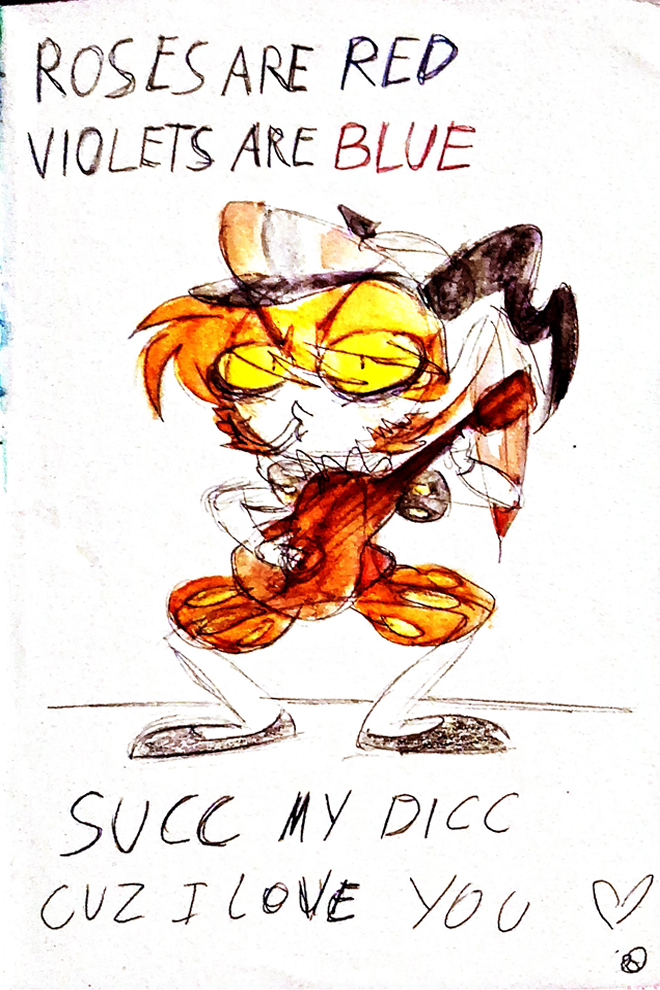 ROSES ARE RED
VIOLETS ARE BLUE
SUCC MY DICC
CUZ I LOVE YOU ♡